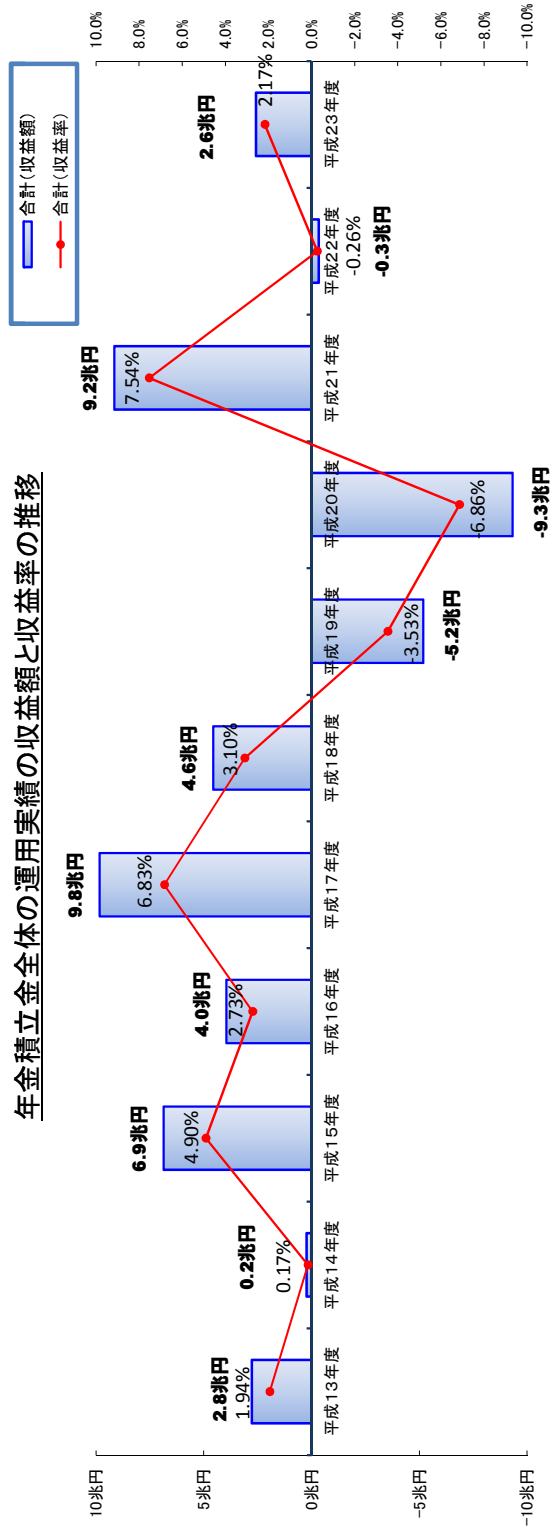 年金積立金全体の運用実績の収益額と収益率の推移
合計(収益額)
合計(収益率)
10兆円
5兆円
0兆円
-5兆円
-10兆円
10.0%
8.0%
6.0%
4.0%
2.0%
0.0%
-2.0%
-4.0%
-6.0%
-8.0%
-10.0%
2.8兆円
1.94%
平成13年度
0.2兆円
0.17%
平成14年度
6.9兆円
4.90%
平成15年度
4.0兆円
2.73%
平成16年度
9.8兆円
6.83%
平成17年度
4.6兆円
3.10%
平成18年度
平成19年度
-3.53%
-5.2兆円
平成20年度
-6.86%
-9.3兆円
9.2兆円
7.54%
平成21年度
平成22年度
-0.26%
-0.3兆円
2.6兆円
2.17%
平成23年度